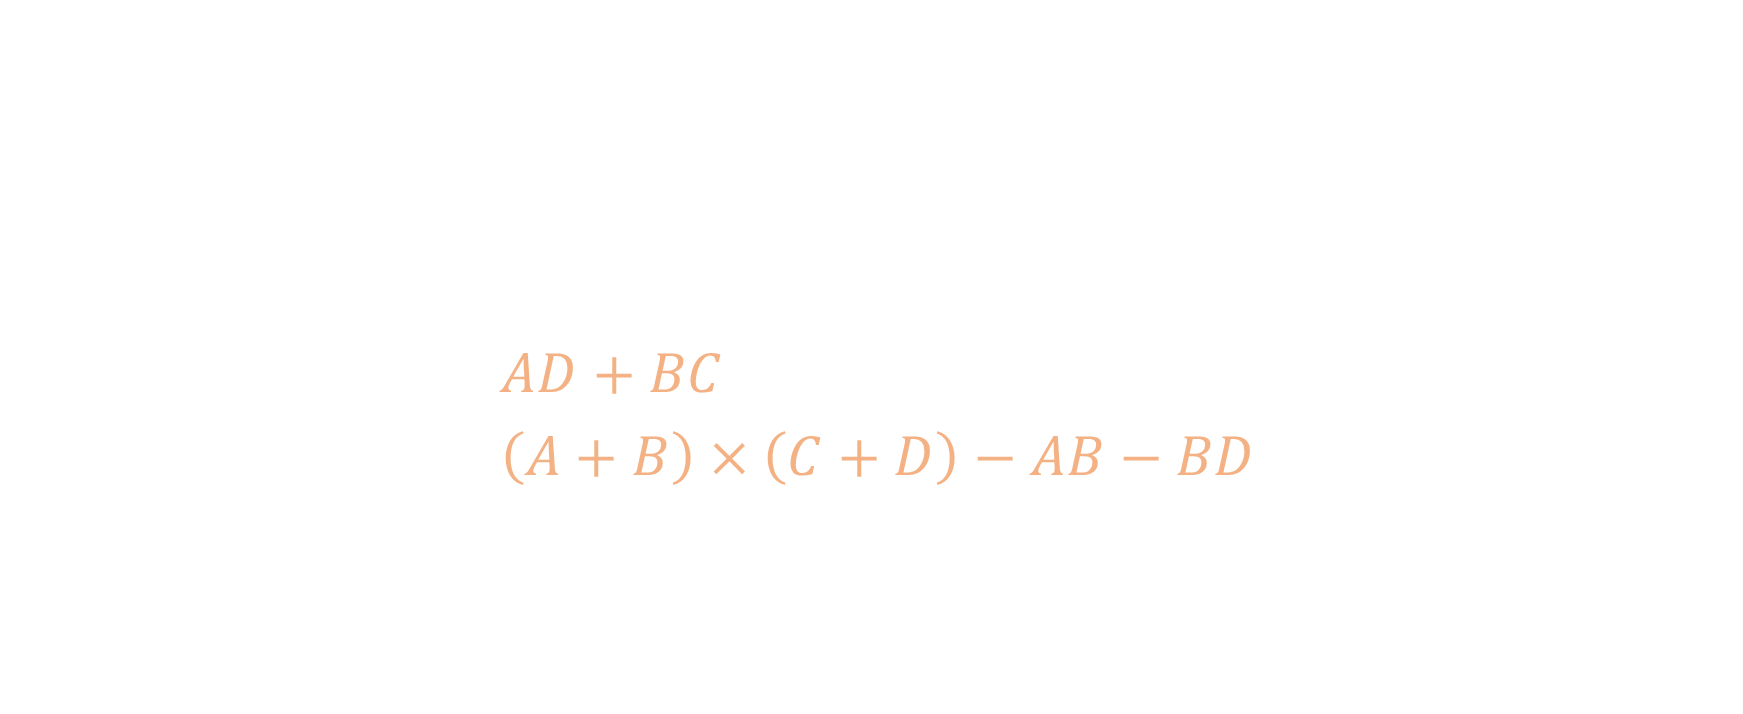 AD + BC
(A + B) × (C + D) − AB − BD